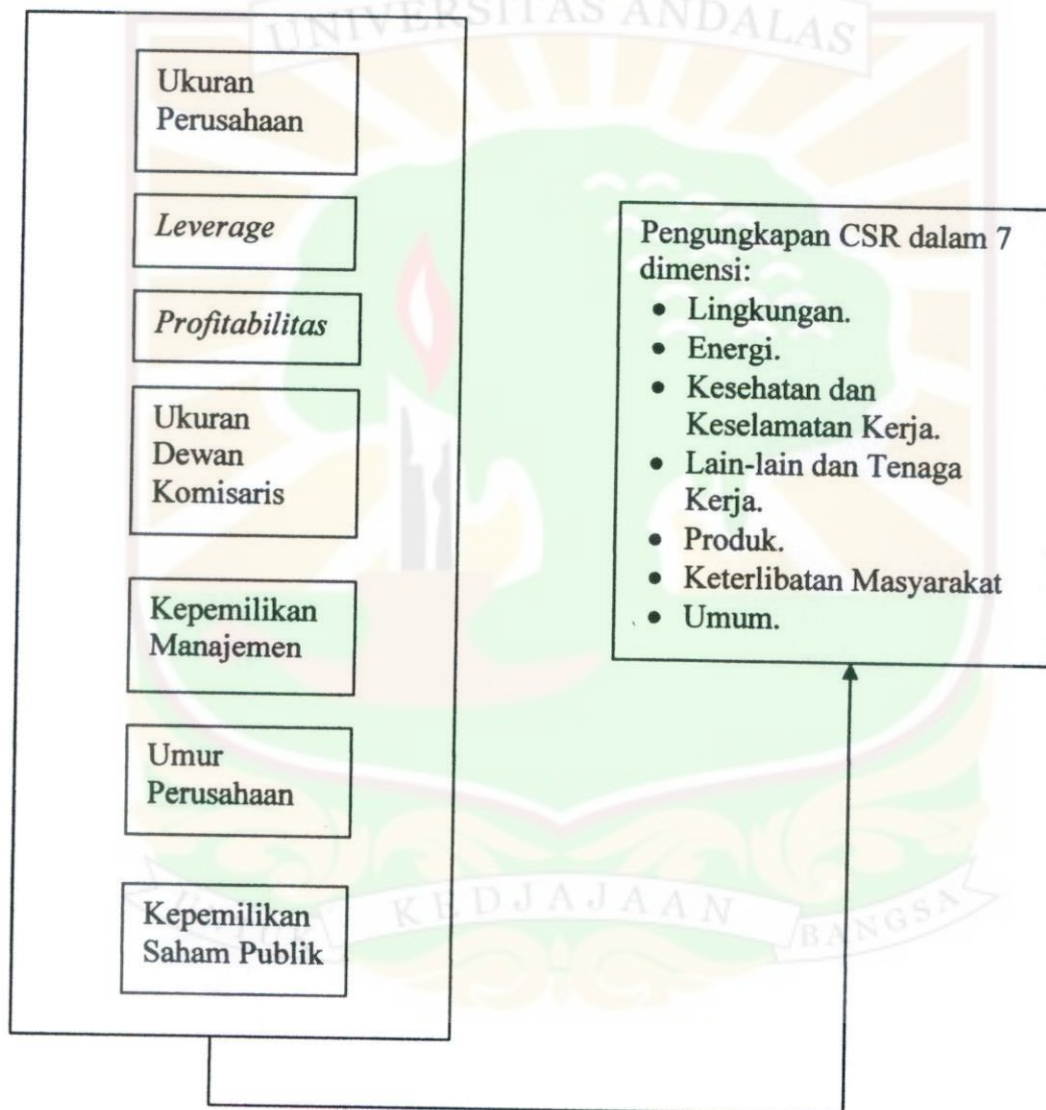 UNIVERSITAS ANDALAS
Ukuran
Perusahaan
Leverage
Profitabilitas
Ukuran
Dewan
Komisaris
Kepemilikan
Manajemen
Umur
Perusahaan
Kepemilikan
Saham Publik
Pengungkapan CSR dalam 7
dimensi:
• Lingkungan.
• Energi.
• Kesehatan dan
Keselamatan Kerja.
• Lain-lain dan Tenaga
Kerja.
• Produk.
• Keterlibatan Masyarakat
• Umum.
UNTUK KEDJAJAAN BANGSA